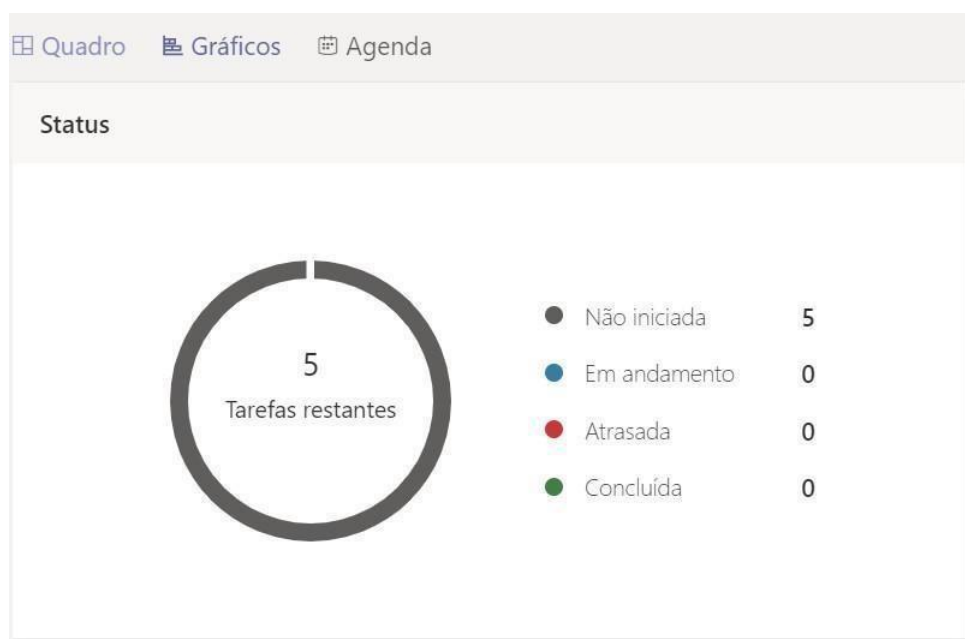 Quadro Gráficos Agenda
Status
5
Tarefas restantes
Não iniciada 5
Em andamento 0
Atrasada 0
Concluída 0